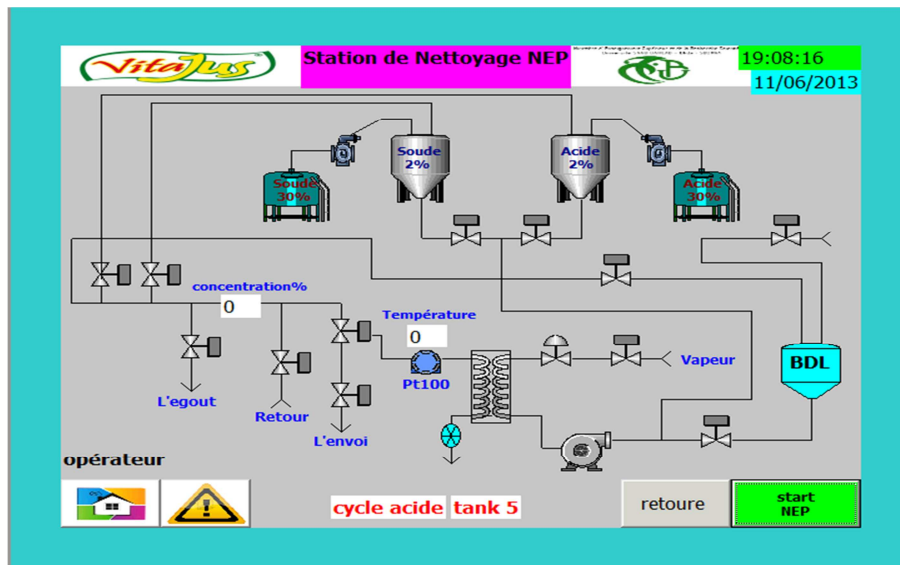 VitaJus
Station de Nettoyage NEP
19:08:16
11/06/2013
Soude
2%
Acide
2%
Soude
30%
Acide
30%
concentration%
0
Température
0
Pt100
Vapeur
BDL
L'egout
Retour
L'envoi
opérateur
cycle acide
tank 5
retoure
start
NEP